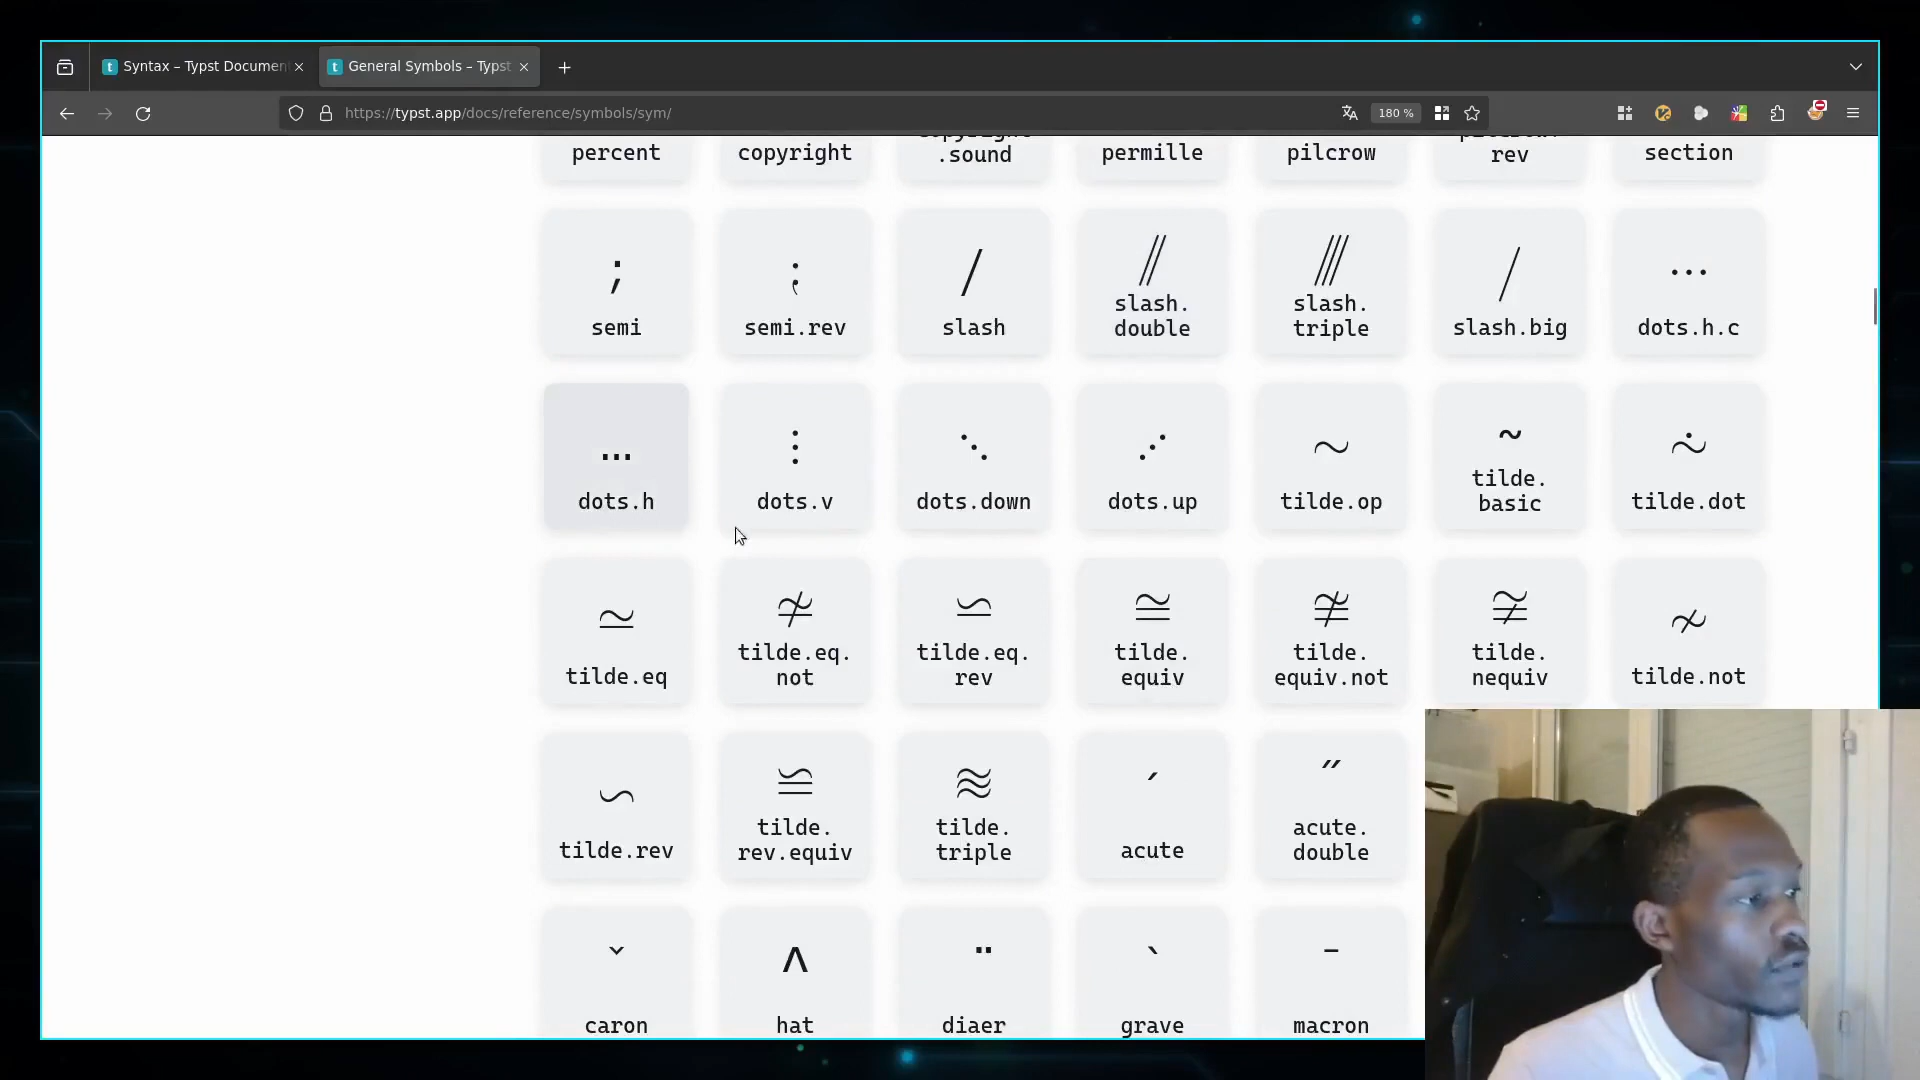 Syntax – Typst Documen
General Symbols – Typst
https://typst.app/docs/reference/symbols/sym/
180 %
percent
copyright
.sound
permille
rev
pilcrow
section
;
semi
semi.rev
/
slash
slash.
double
slash.
triple
slash.big
⋯
dots.h.c
…
dots.h
⋮
dots.v
⋱
dots.down
⋰
dots.up
∼
tilde.op
~
tilde.
basic
⩪
tilde.dot
≃
tilde.eq
≄
tilde.eq.
not
⋍
tilde.eq.
rev
≅
tilde.
equiv
≇
tilde.
equiv.not
≆
tilde.
nequiv
≁
tilde.not
∽
tilde.rev
≌
tilde.
rev.equiv
≋
tilde.
triple
´
acute
˝
acute.
double
ˇ
caron
^
hat
¨
diaer
`
grave
¯
macron